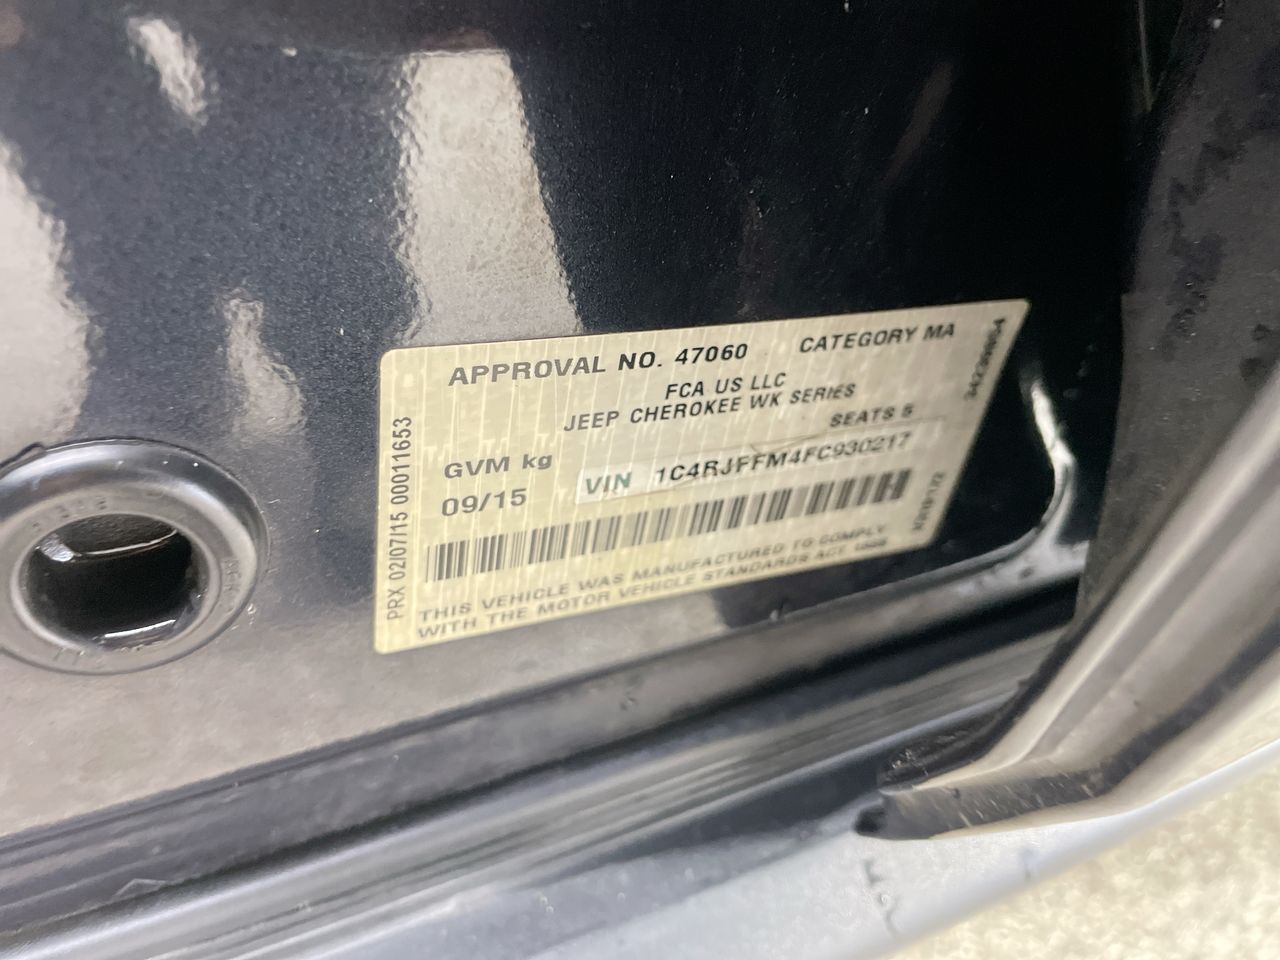 APPROVAL NO. 47060 CATEGORY MA
FCA US LLC
JEEP CHEROKEE WK SERIES
SEATS 5
GVM kg
VIN 1C4RJFFM4FC930217
09/15
THIS VEHICLE WAS MANUFACTURED TO COMPLY
WITH THE MOTOR VEHICLE STANDARDS ACT 1989
PRX 02/07/15 00011653